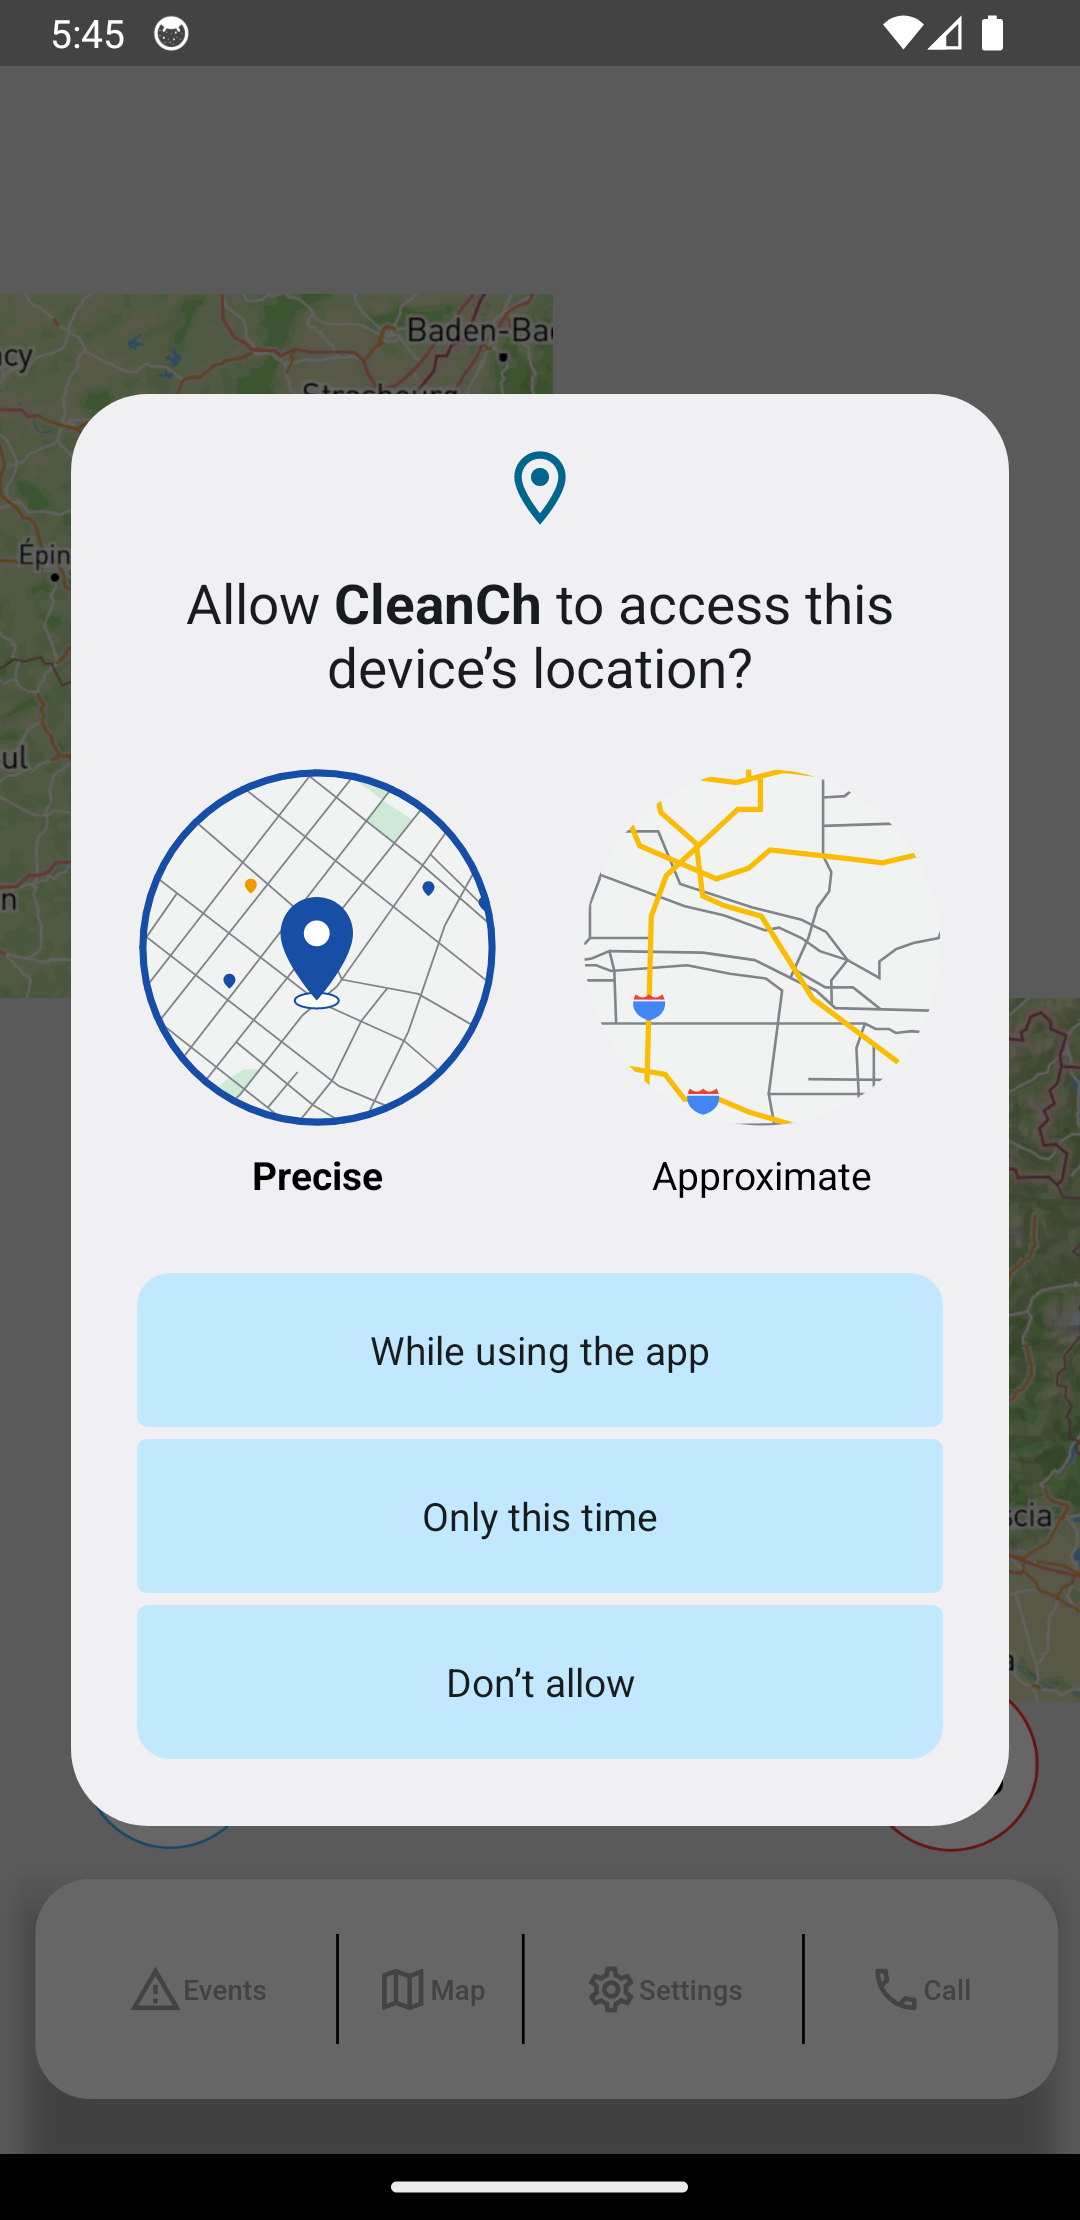 5:45
Baden-Ba
cy
Strasbourg
Allow CleanCh to access this
device’s location?
Épin
ul
n
Precise
Approximate
While using the app
Only this time
scia
Don’t allow
a
Events
Map
Settings
Call